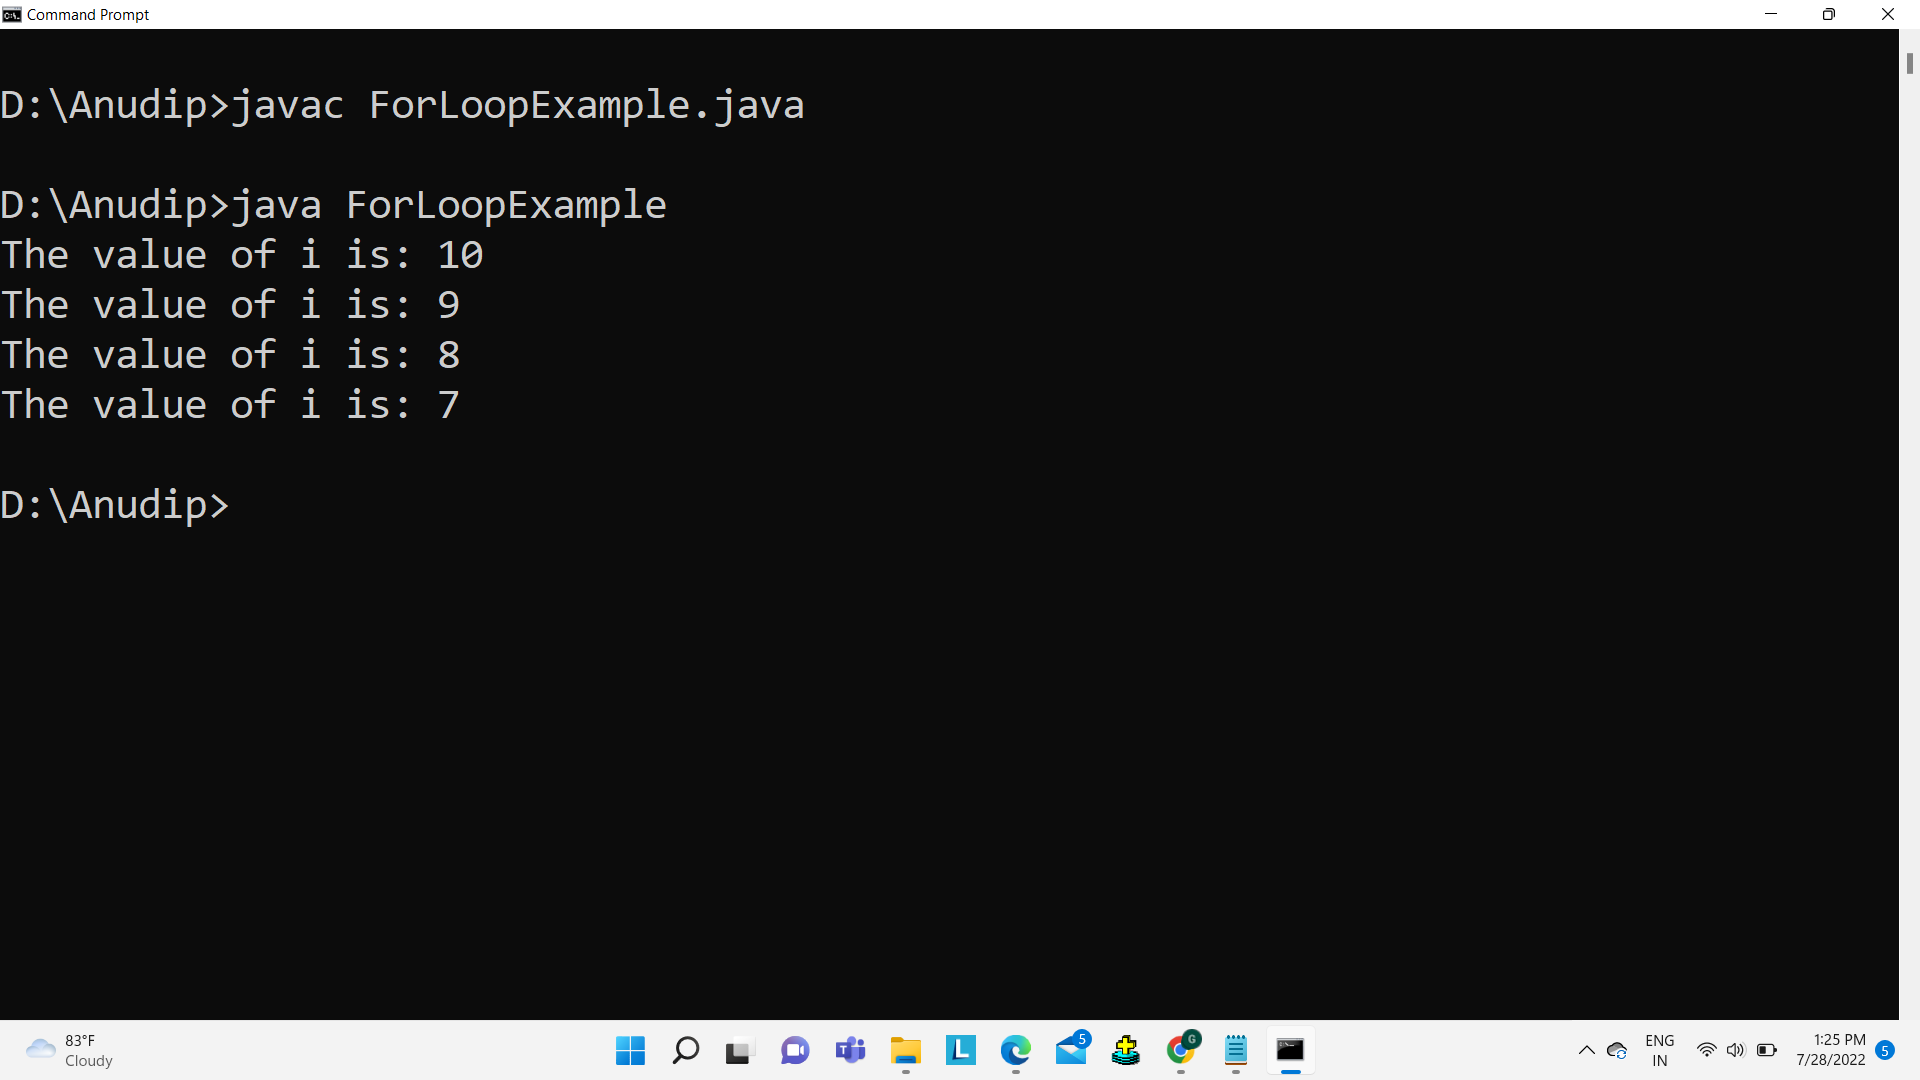 Command Prompt
D:\Anudip>javac ForLoopExample.java
D:\Anudip>java ForLoopExample
The value of i is: 10
The value of i is: 9
The value of i is: 8
The value of i is: 7
D:\Anudip>
83°F
Cloudy
5
G
ENG
IN
1:25 PM
7/28/2022
5